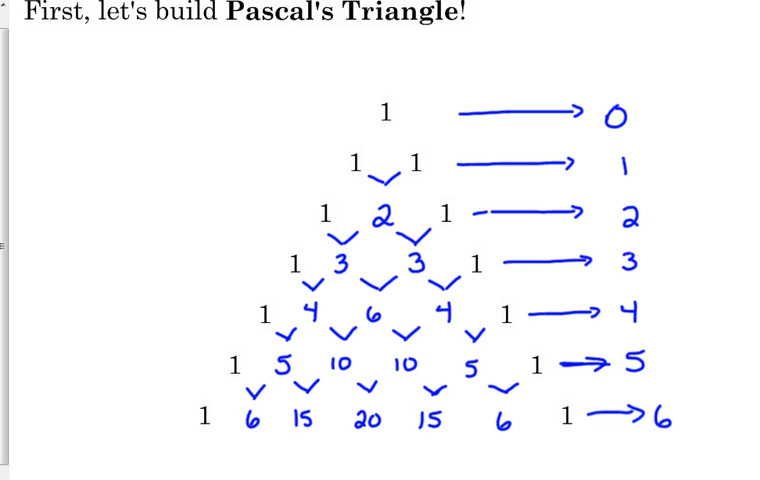 First, let's build Pascal's Triangle!
1 → 0
1 1 → 1
1 2 1 → 2
1 3 3 1 → 3
1 4 6 4 1 → 4
1 5 10 10 5 1 → 5
1 6 15 20 15 6 1 → 6